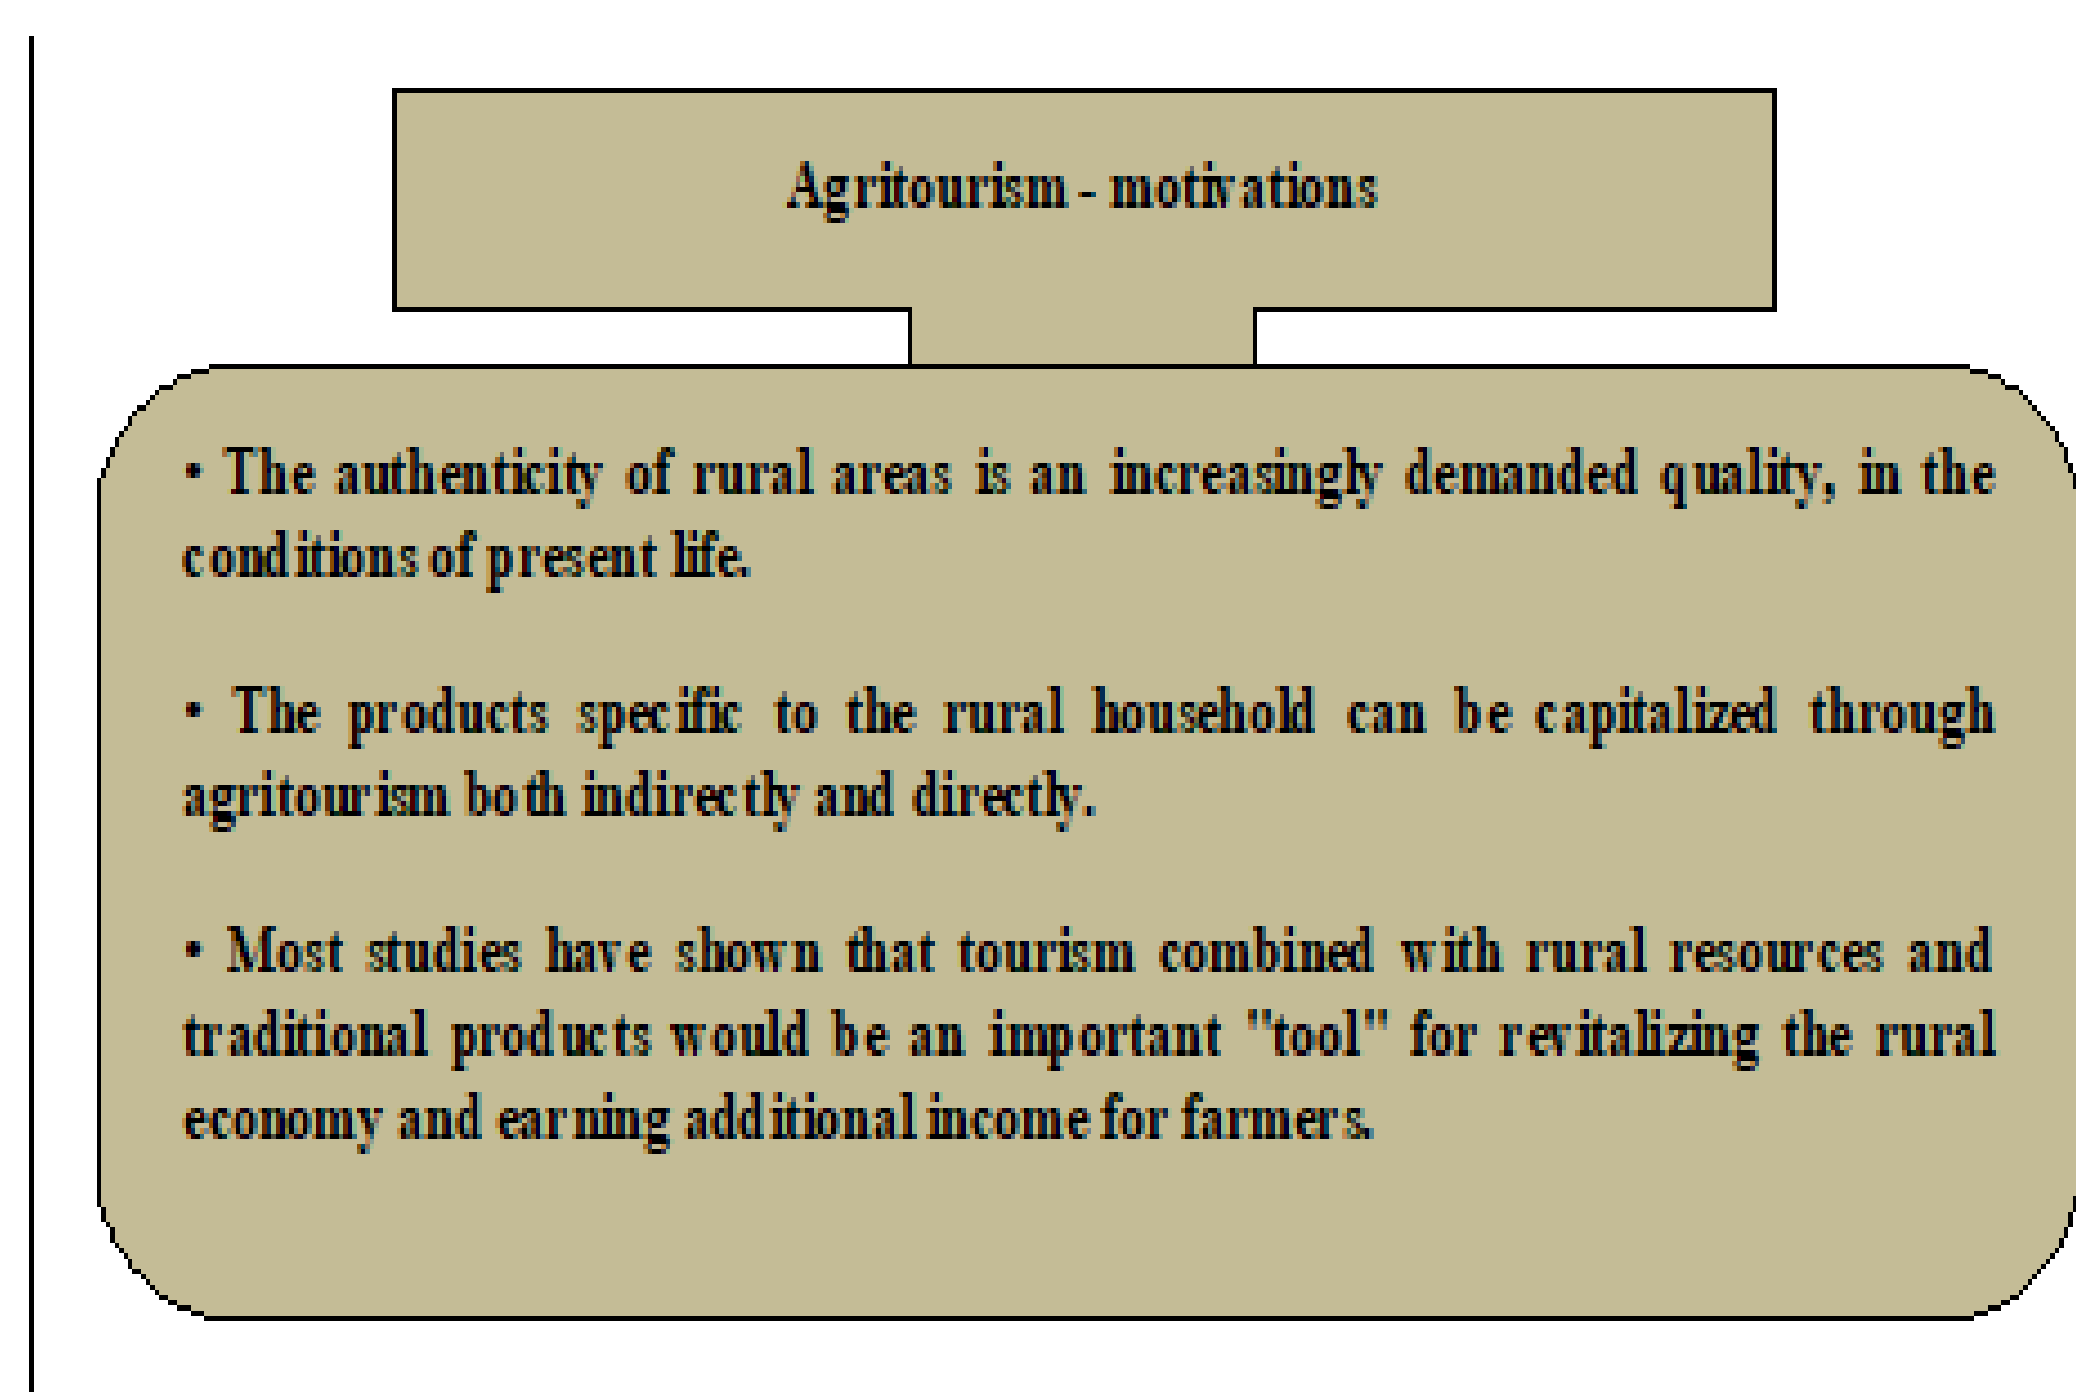 Agritourism - motivations
• The authenticity of rural areas is an increasingly demanded quality, in the
conditions of present life.
• The products specific to the rural household can be capitalized through
agritourism both indirectly and directly.
• Most studies have shown that tourism combined with rural resources and
traditional products would be an important "tool" for revitalizing the rural
economy and earning additional income for farmers.